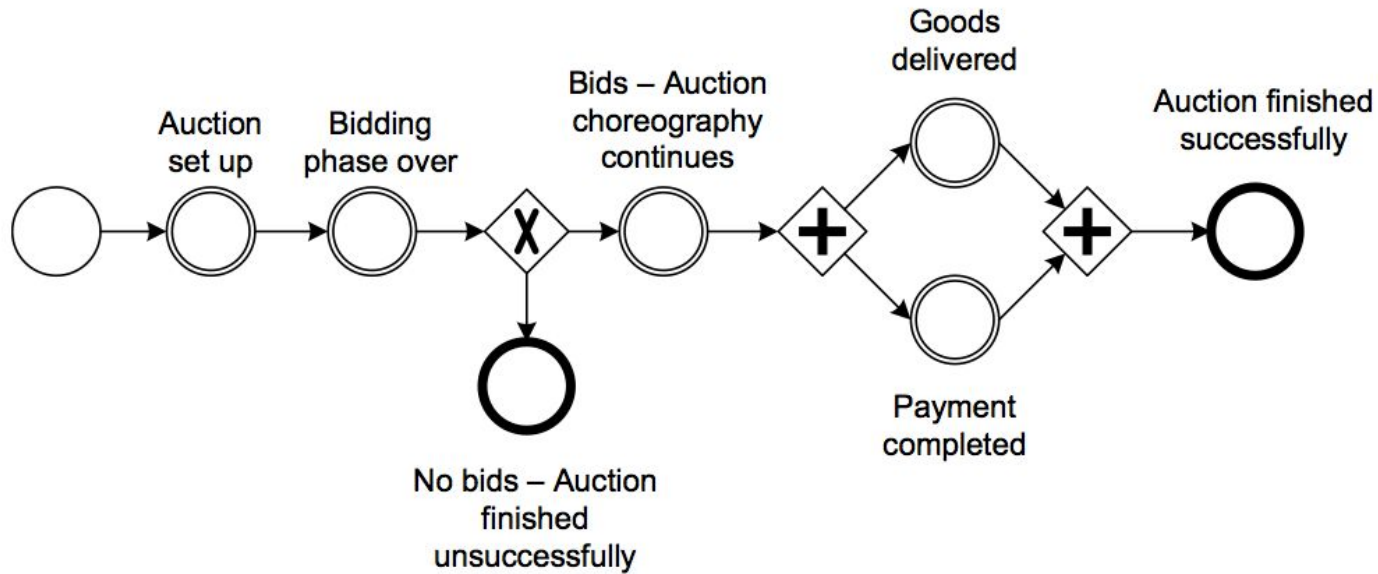 Auction
set up
Bidding
phase over
Bids – Auction
choreography
continues
Goods
delivered
Auction finished
successfully
X
No bids – Auction
finished
unsuccessfully
Payment
completed